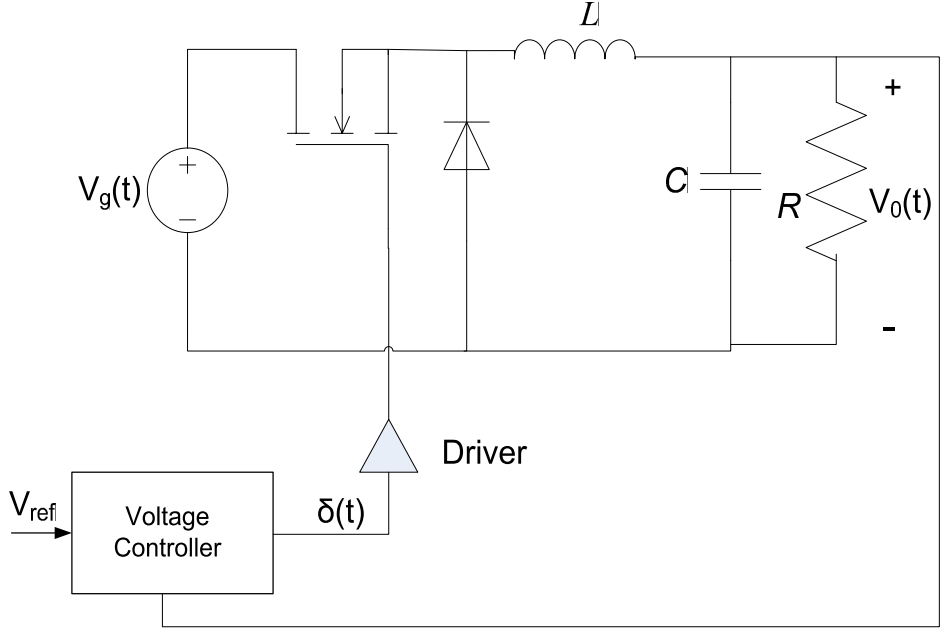 L
+
+
Vg(t)
–
C
R
V0(t)
-
Driver
Vref
Voltage
Controller
δ(t)